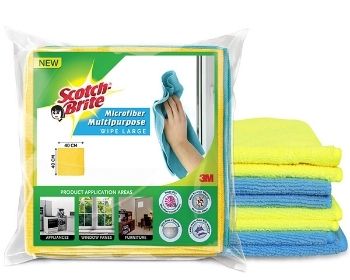 NEW
Scotch-
Brite
Microfiber
Multipurpose
WIPE LARGE
40 CM
40 CM
3M
PRODUCT APPLICATION AREAS
APPLIANCES
WINDOW PANES
FURNITURE